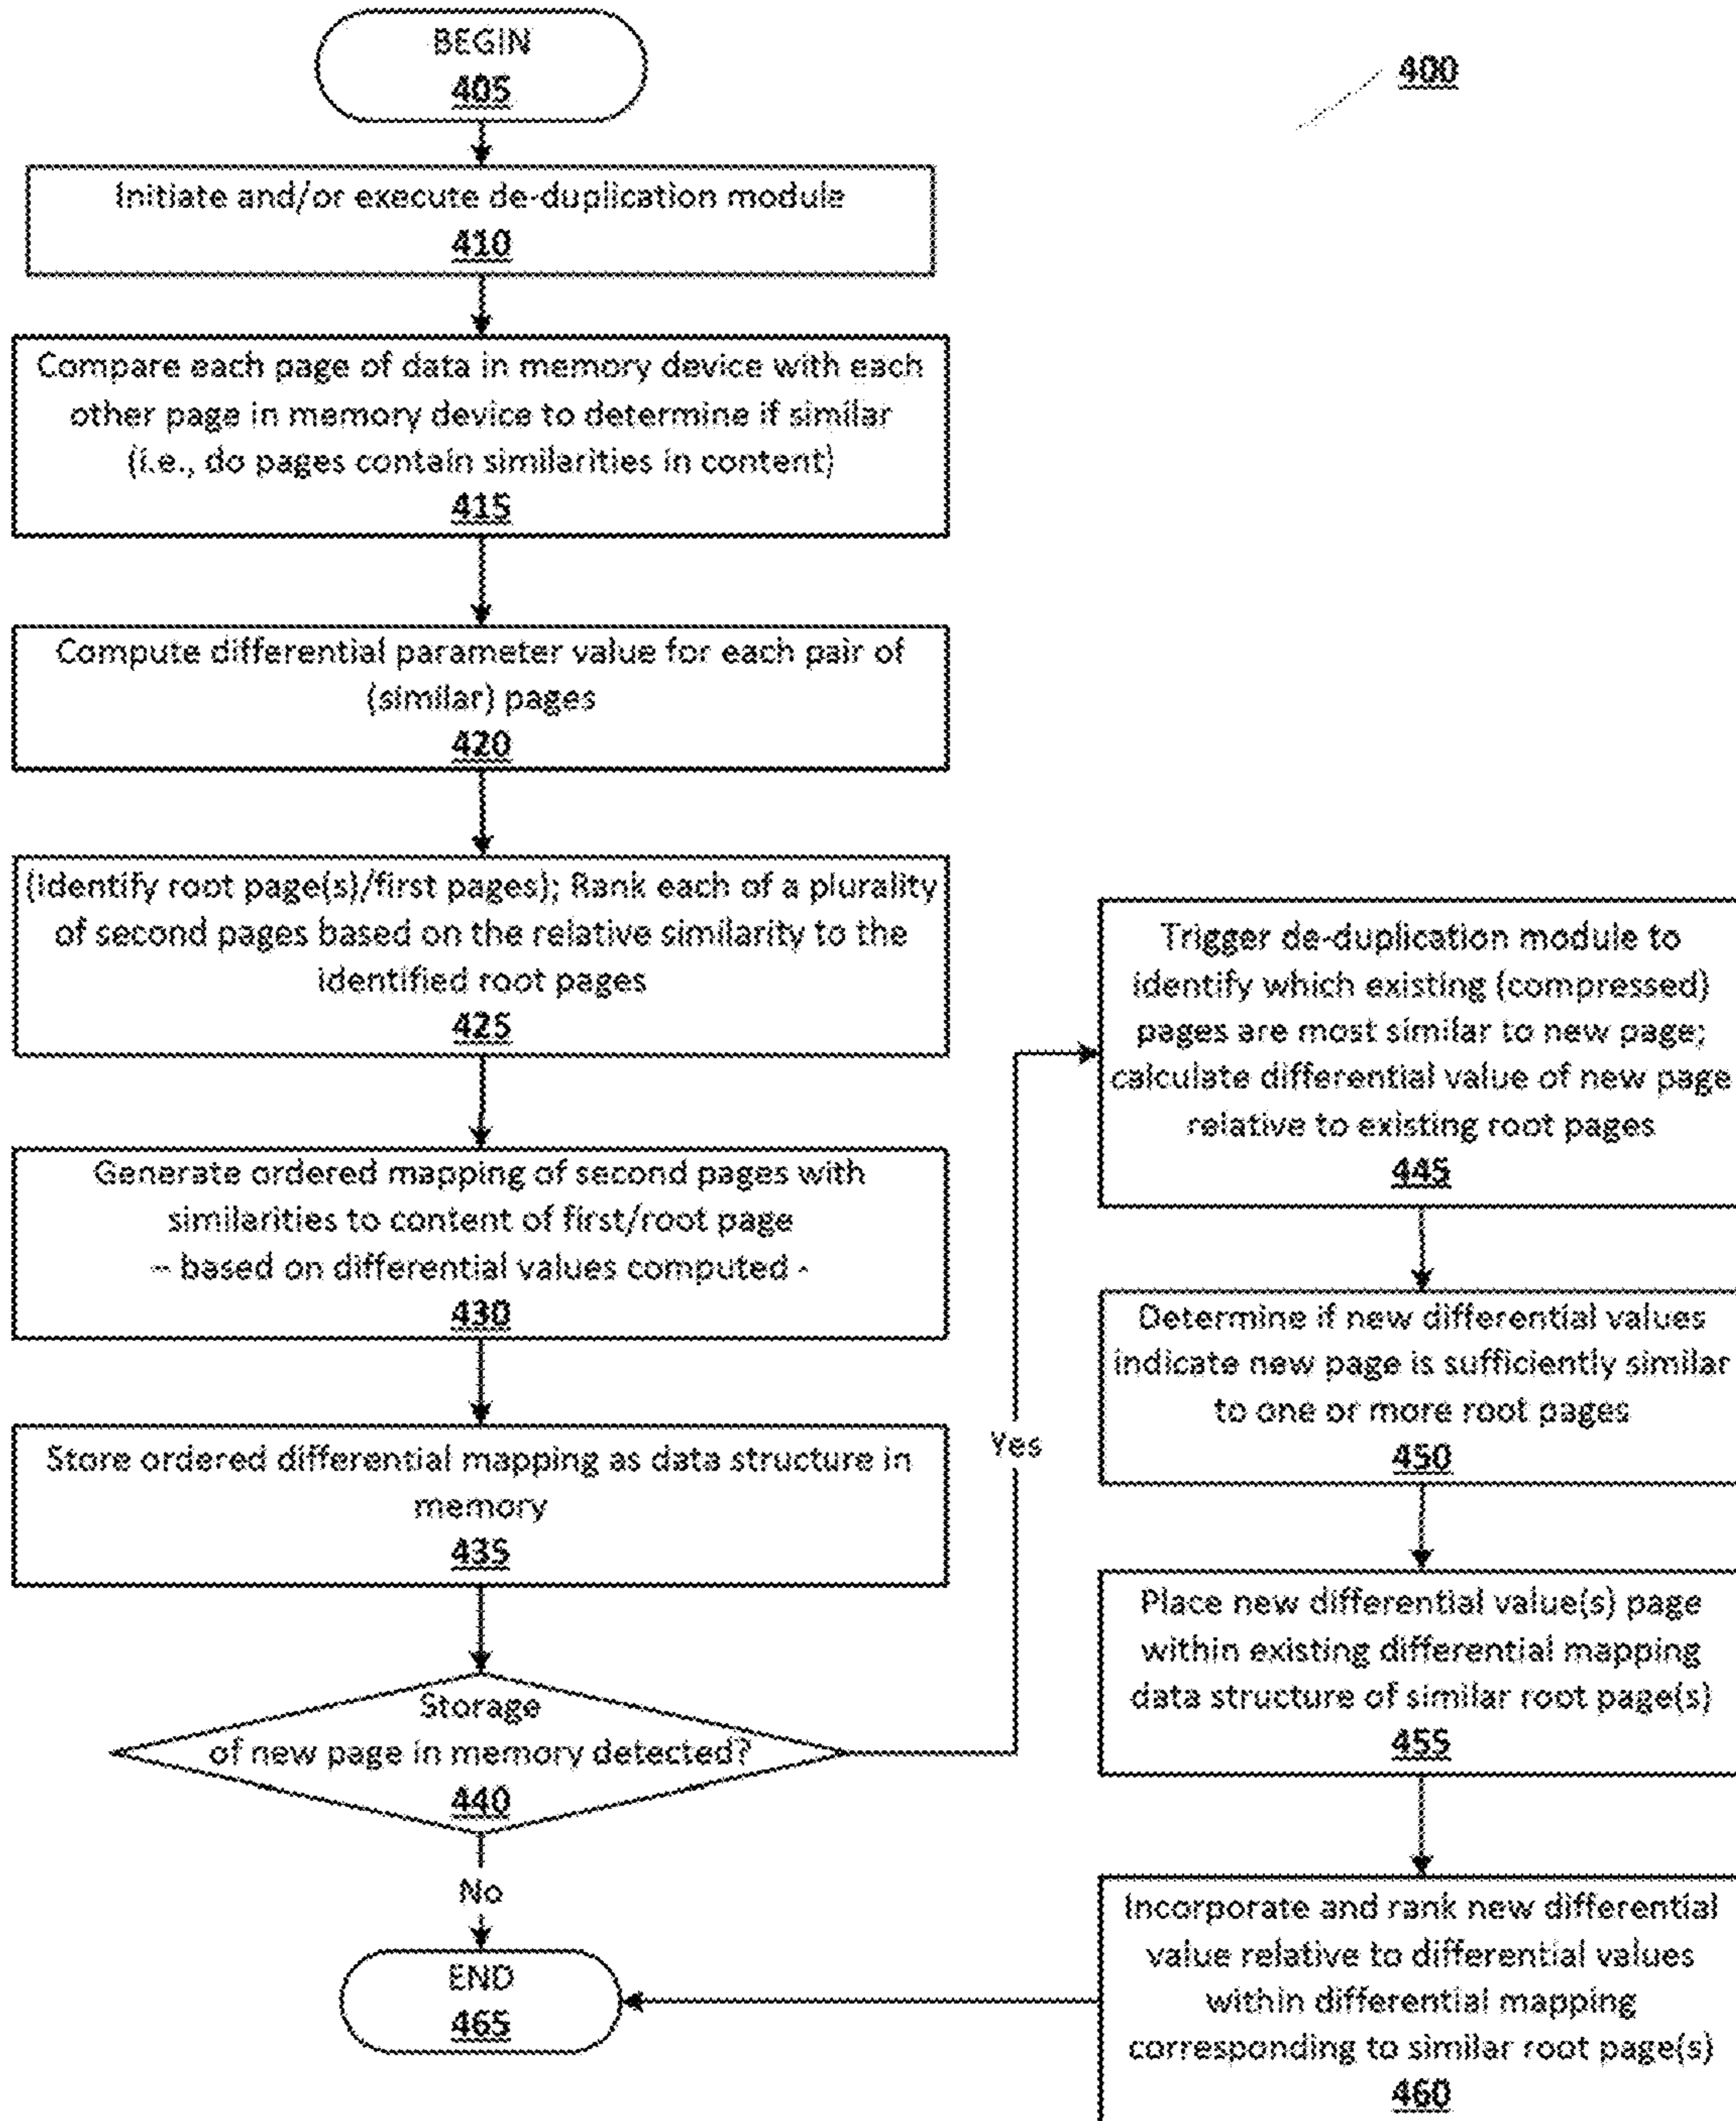 BEGIN
405
400
Initiate and/or execute de-duplication module
410
Compare each page of data in memory device with each
other page in memory device to determine if similar
(i.e., do pages contain similarities in content)
415
Compute differential parameter value for each pair of
(similar) pages
420
(Identify root page(s)/first pages); Rank each of a plurality
of second pages based on the relative similarity to the
identified root pages
425
Generate ordered mapping of second pages with
similarities to content of first/root page
-- based on differential values computed -
430
Store ordered differential mapping as data structure in
memory
435
Storage
of new page in memory detected?
440
No
END
465
Yes
Trigger de-duplication module to
identify which existing (compressed)
pages are most similar to new page;
calculate differential value of new page
relative to existing root pages
445
Determine if new differential values
indicate new page is sufficiently similar
to one or more root pages
450
Place new differential value(s) page
within existing differential mapping
data structure of similar root page(s)
455
Incorporate and rank new differential
value relative to differential values
within differential mapping
corresponding to similar root page(s)
460